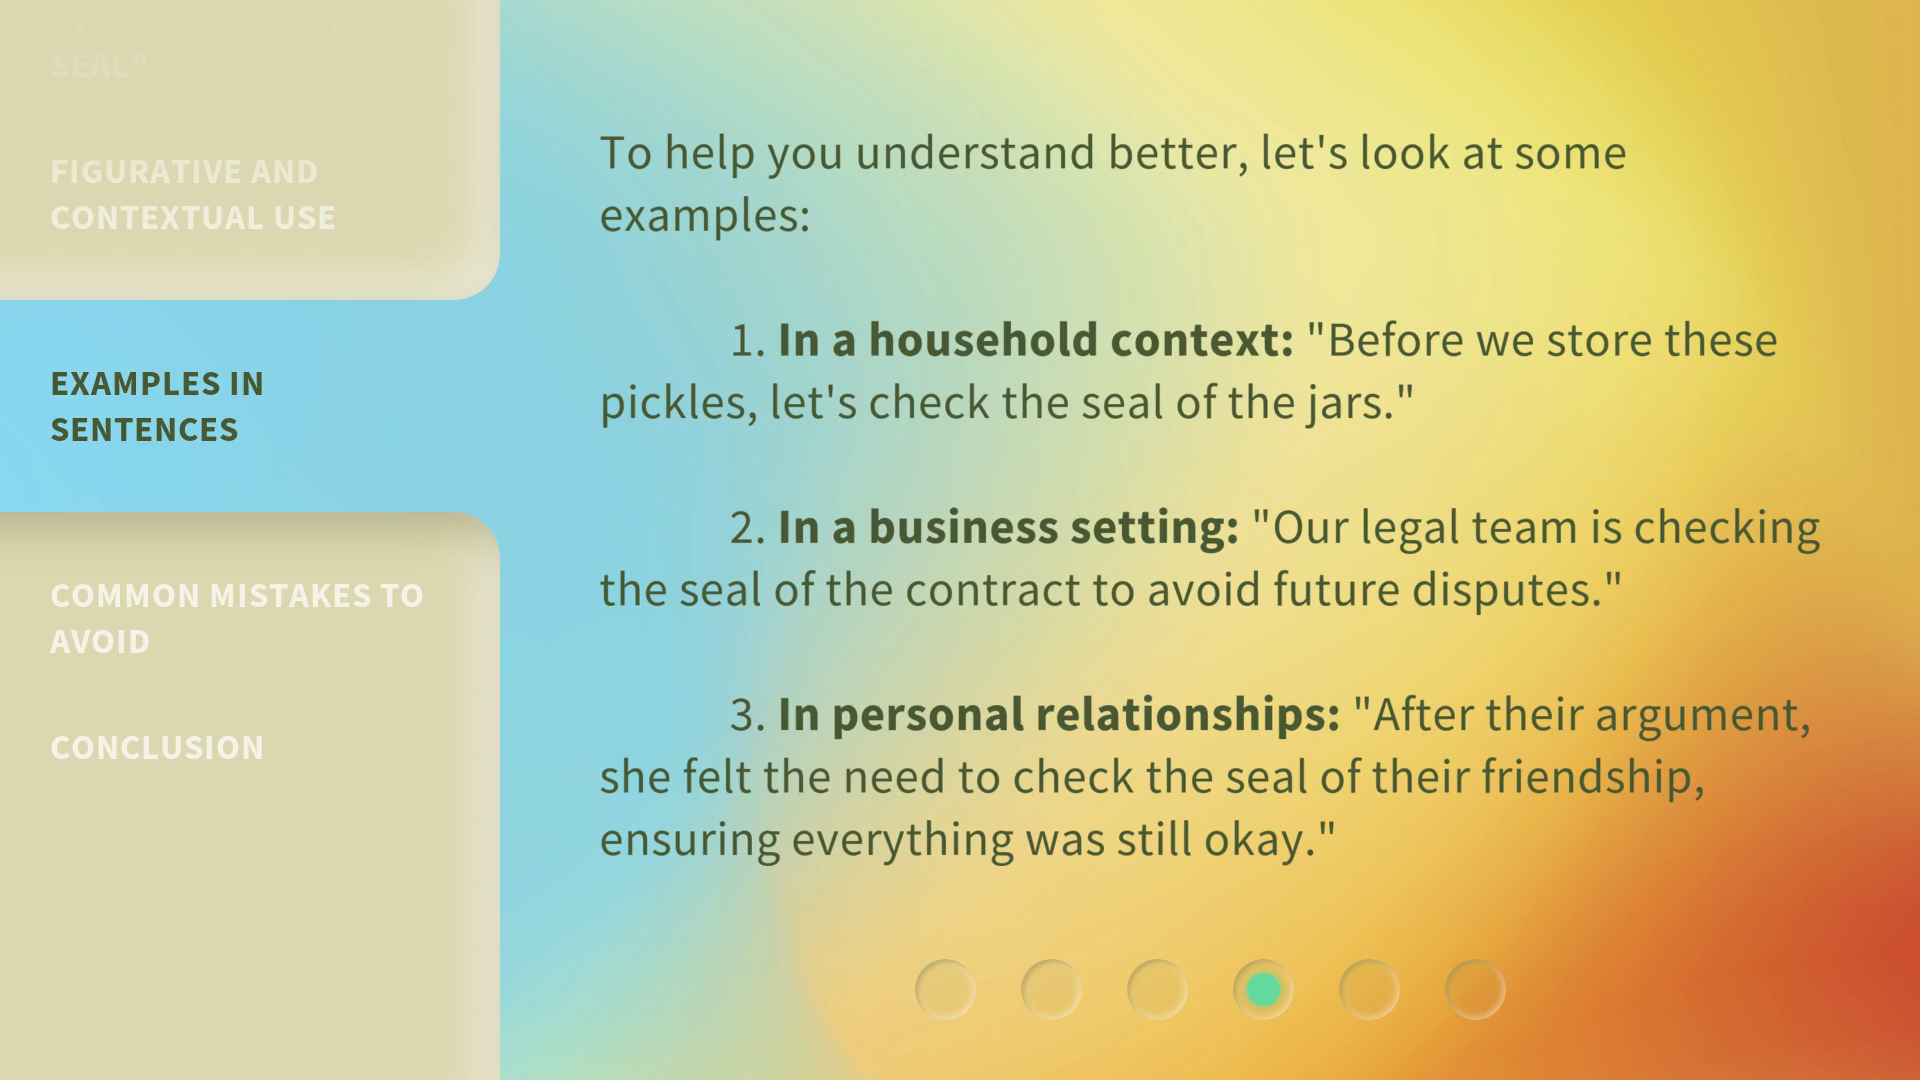 OF "CHECKING THE
SEAL"
FIGURATIVE AND
CONTEXTUAL USE
EXAMPLES IN
SENTENCES
COMMON MISTAKES TO
AVOID
CONCLUSION
To help you understand better, let's look at some
examples:
1. In a household context: "Before we store these
pickles, let's check the seal of the jars."
2. In a business setting: "Our legal team is checking
the seal of the contract to avoid future disputes."
3. In personal relationships: "After their argument,
she felt the need to check the seal of their friendship,
ensuring everything was still okay."